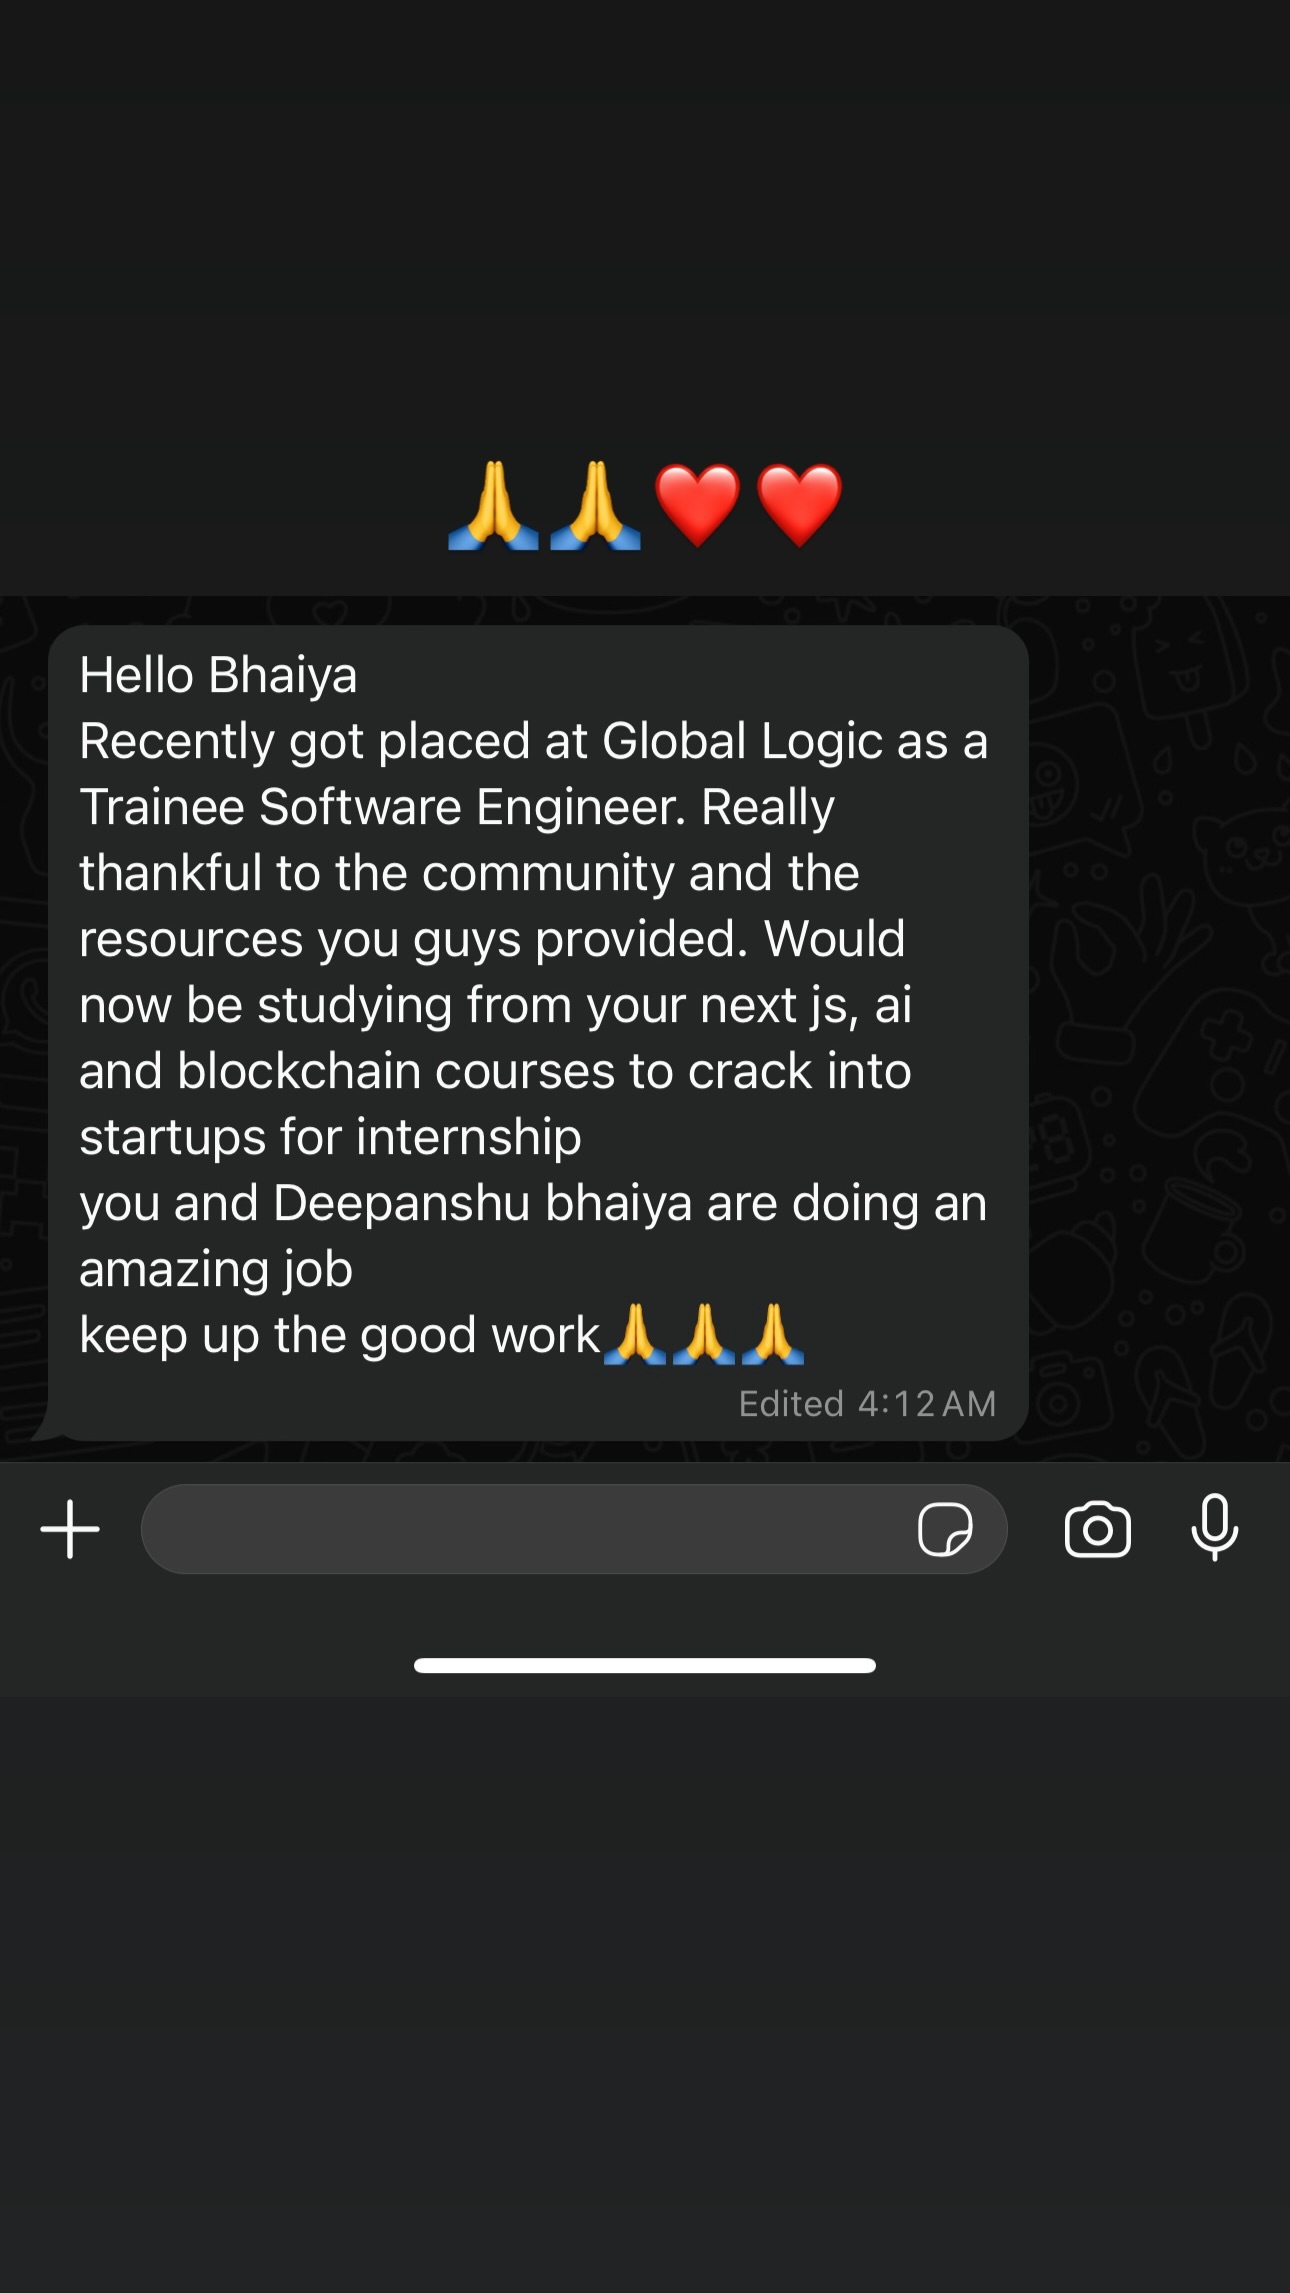 🙏🙏❤️❤️
Hello Bhaiya
Recently got placed at Global Logic as a
Trainee Software Engineer. Really
thankful to the community and the
resources you guys provided. Would
now be studying from your next js, ai
and blockchain courses to crack into
startups for internship
you and Deepanshu bhaiya are doing an
amazing job
keep up the good work🙏🙏🙏
Edited 4:12 AM